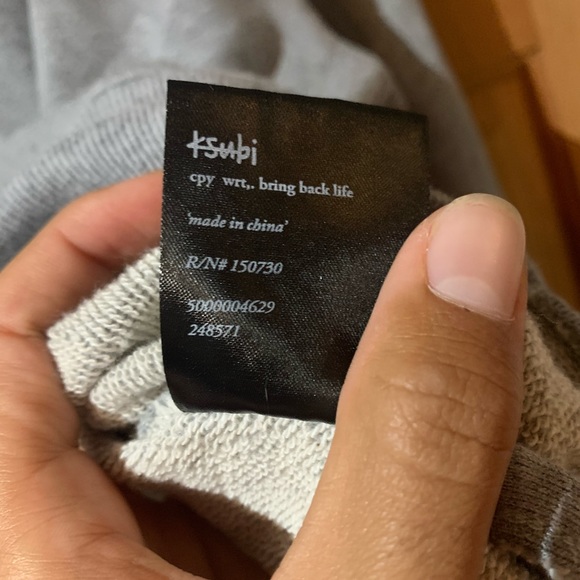 ksubi
cpy wrt,. bring back life
'made in china'
R/N# 150730
5000004629
248571